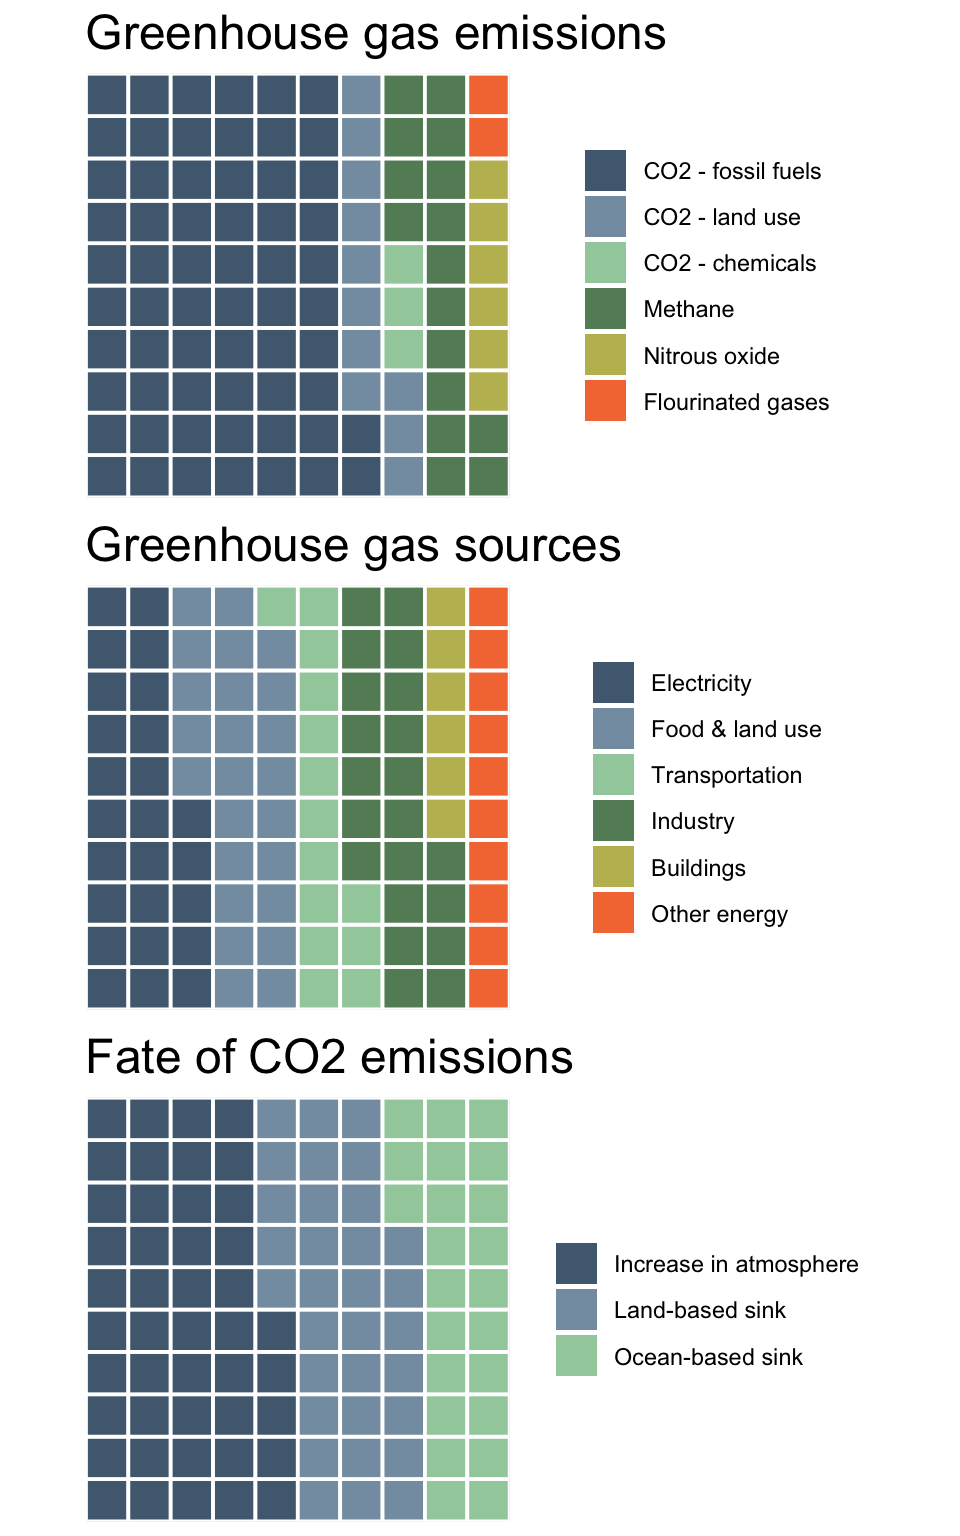 Greenhouse gas emissions
CO2 - fossil fuels
CO2 - land use
CO2 - chemicals
Methane
Nitrous oxide
Flourinated gases
Greenhouse gas sources
Electricity
Food & land use
Transportation
Industry
Buildings
Other energy
Fate of CO2 emissions
Increase in atmosphere
Land-based sink
Ocean-based sink